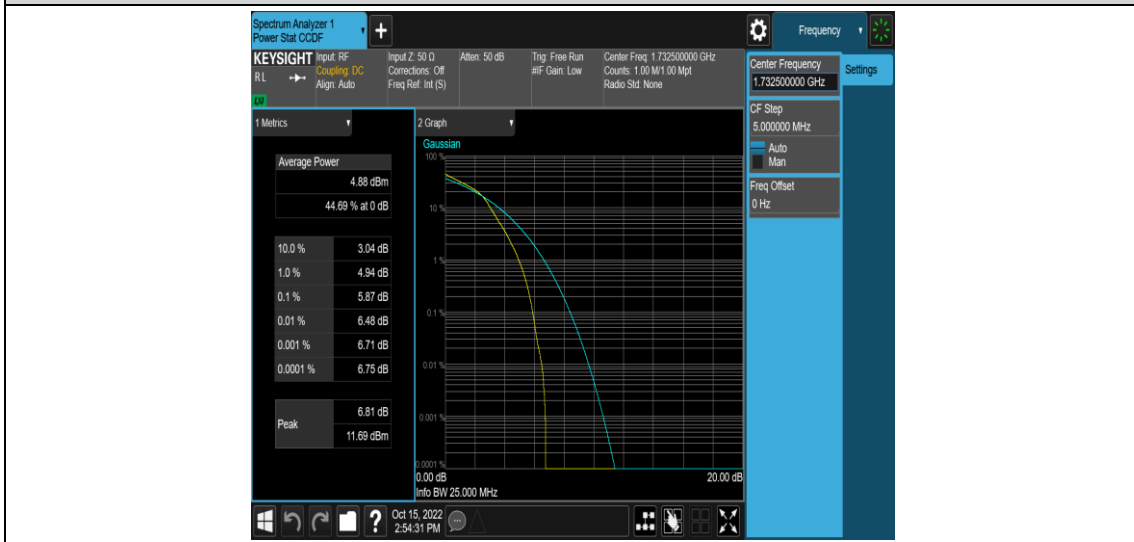 Spectrum Analyzer 1
Power Stat CCDF
+
Frequency
KEYSIGHT
RL
Input: RF
Coupling: DC
Align: Auto
Input Z: 50 Ω
Corrections: Off
Freq Ref: Int (S)
Atten: 50 dB
Trig: Free Run
#IF Gain: Low
Center Freq: 1.732500000 GHz
Counts: 1.00 M/1.00 Mpt
Radio Std: None
LXI
Center Frequency
1.732500000 GHz
Settings
CF Step
5.000000 MHz
Auto
Man
Freq Offset
0 Hz
1 Metrics
Average Power
4.88 dBm
44.69 % at 0 dB
10.0 % 3.04 dB
1.0 % 4.94 dB
0.1 % 5.87 dB
0.01 % 6.48 dB
0.001 % 6.71 dB
0.0001 % 6.75 dB
Peak 6.81 dB
11.69 dBm
2 Graph
Gaussian
100 %
10 %
1 %
0.1 %
0.01 %
0.001 %
0.0001 %
0.00 dB 20.00 dB
Info BW 25.000 MHz
?
Oct 15, 2022
2:54:31 PM